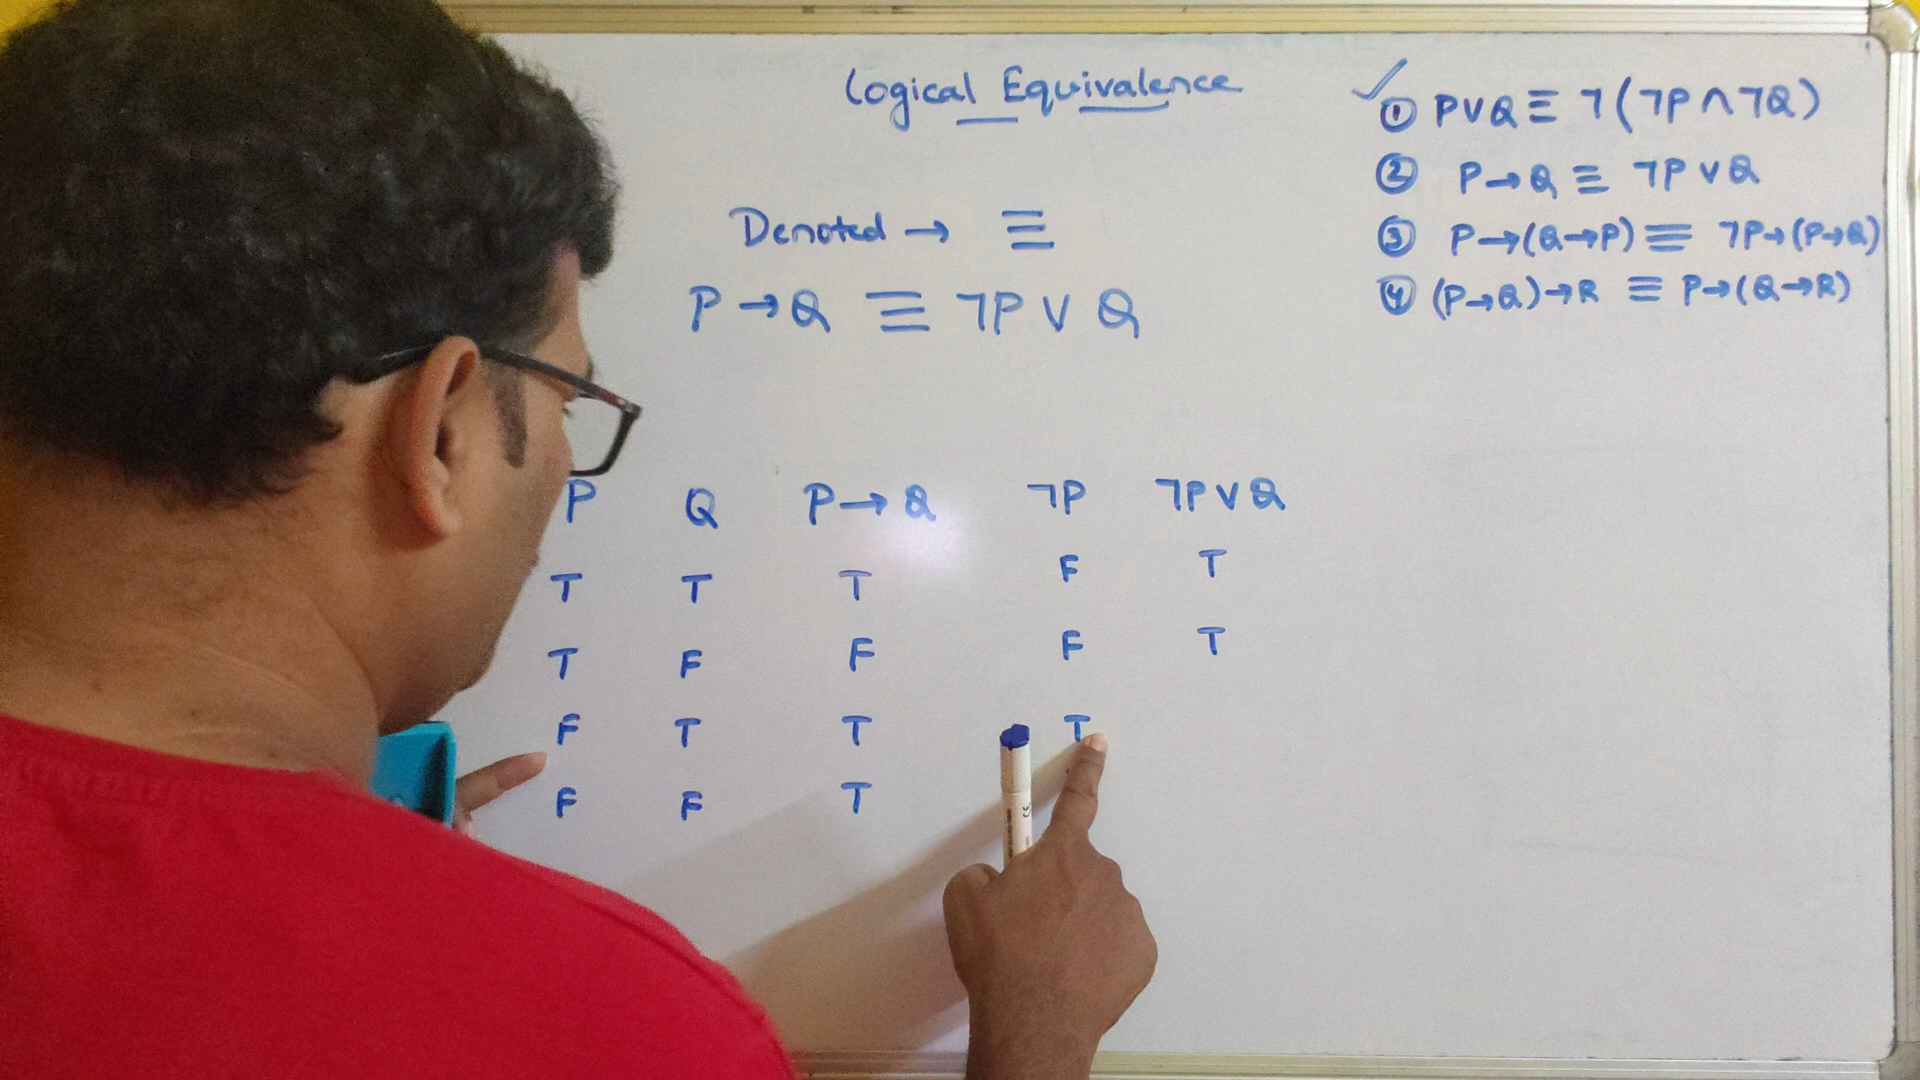 Logical Equivalence
Denoted → ≡
P → Q ≡ ¬P ∨ Q
① P∨Q ≡ ¬(¬P ∧ ¬Q)
② P→Q ≡ ¬P ∨ Q
③ P→(Q→P) ≡ ¬P→(P→Q)
④ (P→Q)→R ≡ P→(Q→R)
P Q P→Q ¬P ¬P∨Q
T T T F T
T F F F T
F T T T
F F T